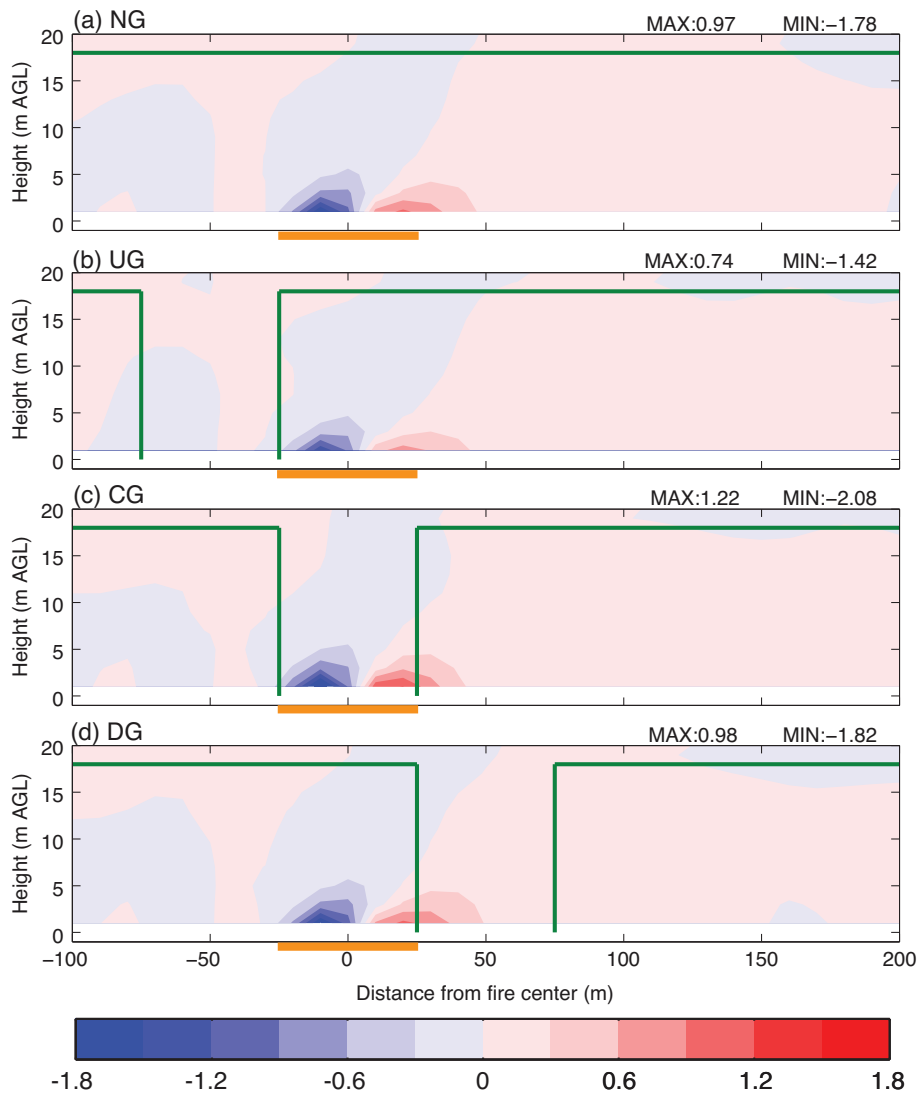 (a) NG MAX:0.97 MIN:−1.78
20
15
10
5
0
Height (m AGL)
(b) UG MAX:0.74 MIN:−1.42
20
15
10
5
0
Height (m AGL)
(c) CG MAX:1.22 MIN:−2.08
20
15
10
5
0
Height (m AGL)
(d) DG MAX:0.98 MIN:−1.82
20
15
10
5
0
Height (m AGL)
−100 −50 0 50 100 150 200
Distance from fire center (m)
-1.8 -1.2 -0.6 0 0.6 1.2 1.8